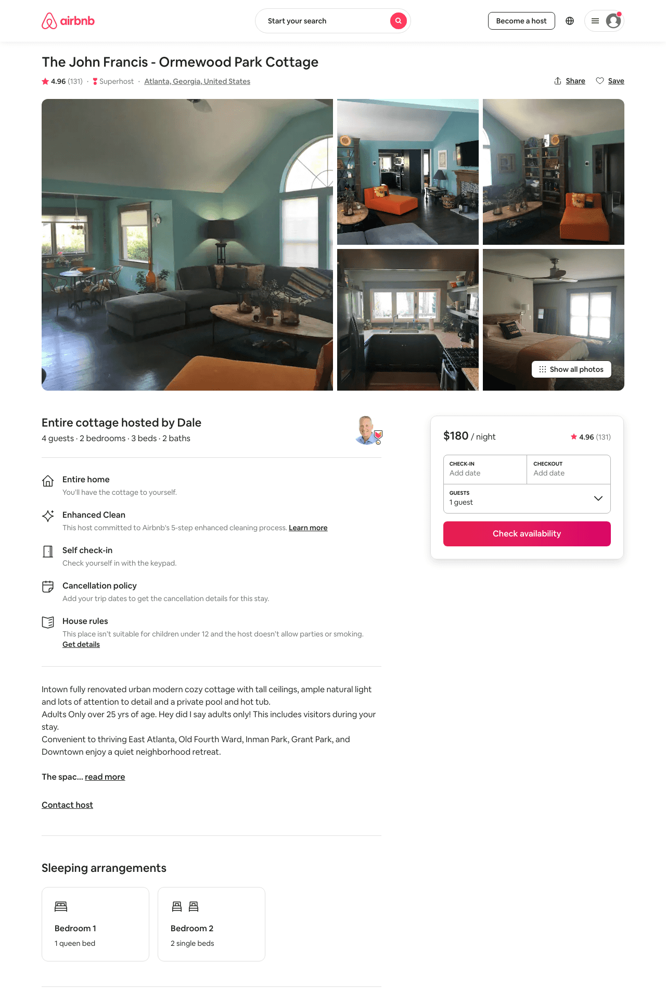 airbnb
Start your search
Become a host
The John Francis - Ormewood Park Cottage
4.96 (131) · Superhost · Atlanta, Georgia, United States
Share
Save
Show all photos
Entire cottage hosted by Dale
4 guests · 2 bedrooms · 3 beds · 2 baths
Entire home
You’ll have the cottage to yourself.
Enhanced Clean
This host committed to Airbnb's 5-step enhanced cleaning process. Learn more
Self check-in
Check yourself in with the keypad.
Cancellation policy
Add your trip dates to get the cancellation details for this stay.
House rules
This place isn’t suitable for children under 12 and the host doesn’t allow parties or smoking.
Get details
$180 / night
4.96 (131)
CHECK-IN
Add date
CHECKOUT
Add date
GUESTS
1 guest
Check availability
Intown fully renovated urban modern cozy cottage with tall ceilings, ample natural light
and lots of attention to detail and a private pool and hot tub.
Adults Only over 25 yrs of age. Hey did I say adults only! This includes visitors during your
stay.
Convenient to thriving East Atlanta, Old Fourth Ward, Inman Park, Grant Park, and
Downtown enjoy a quiet neighborhood retreat.
The spac... read more
Contact host
Sleeping arrangements
Bedroom 1
1 queen bed
Bedroom 2
2 single beds